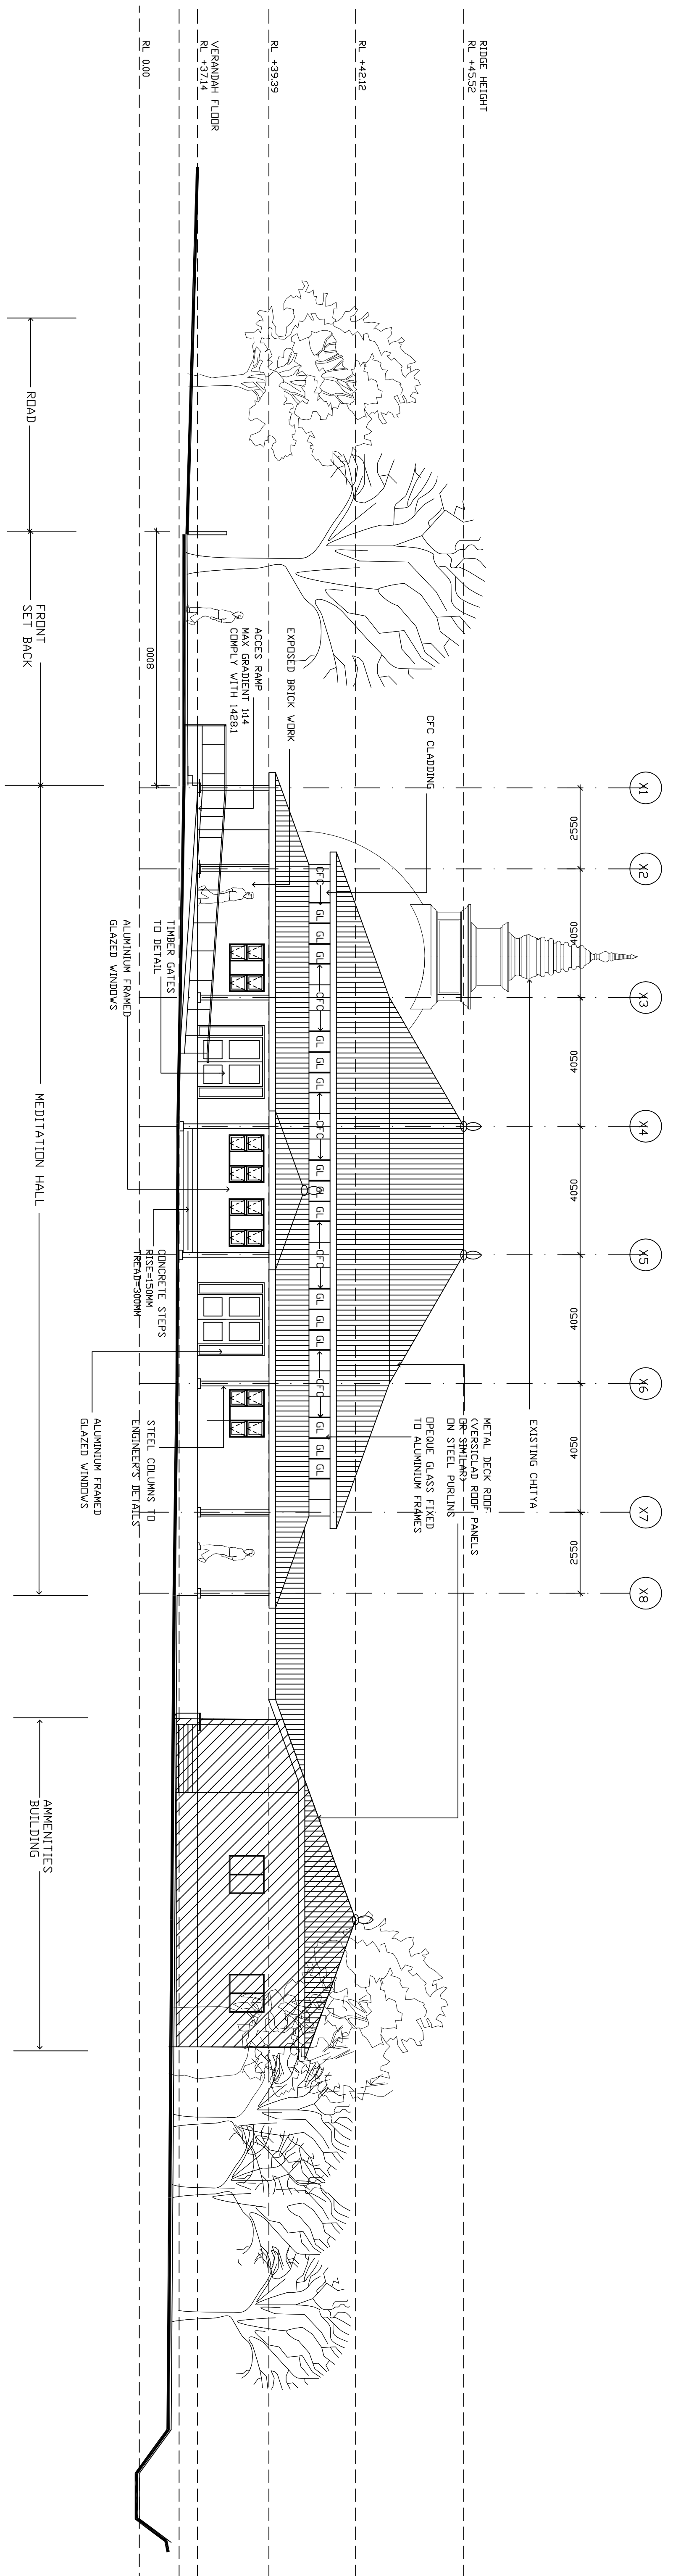 RIDGE HEIGHT
RL +45.52
RL +42.12
RL +39.39
VERANDAH FLOOR
RL +37.14
RL 0.00
X1
X2
X3
X4
X5
X6
X7
X8
2550
4050
4050
4050
4050
4050
2550
CFC CLADDING
EXPOSED BRICK WORK
ACCES RAMP
MAX GRADIENT 1:14
COMPLY WITH 1428.1
8000
EXISTING CHITYA
METAL DECK ROOF
(VERSICLAD ROOF PANELS
OR SIMILAR)
ON STEEL PURLINS
OPEQUE GLASS FIXED
TO ALUMINIUM FRAMES
CFC
GL
GL
GL
CFC
GL
GL
GL
CFC
GL
GL
GL
CFC
GL
GL
GL
CFC
GL
GL
GL
TIMBER GATES
TO DETAIL
ALUMINIUM FRAMED
GLAZED WINDOWS
CONCRETE STEPS
RISE=150MM
TREAD=300MM
STEEL COLUMNS TO
ENGINEER'S DETAILS
ALUMINIUM FRAMED
GLAZED WINDOWS
ROAD
FRONT
SET BACK
MEDITATION HALL
AMMENITIES
BUILDING